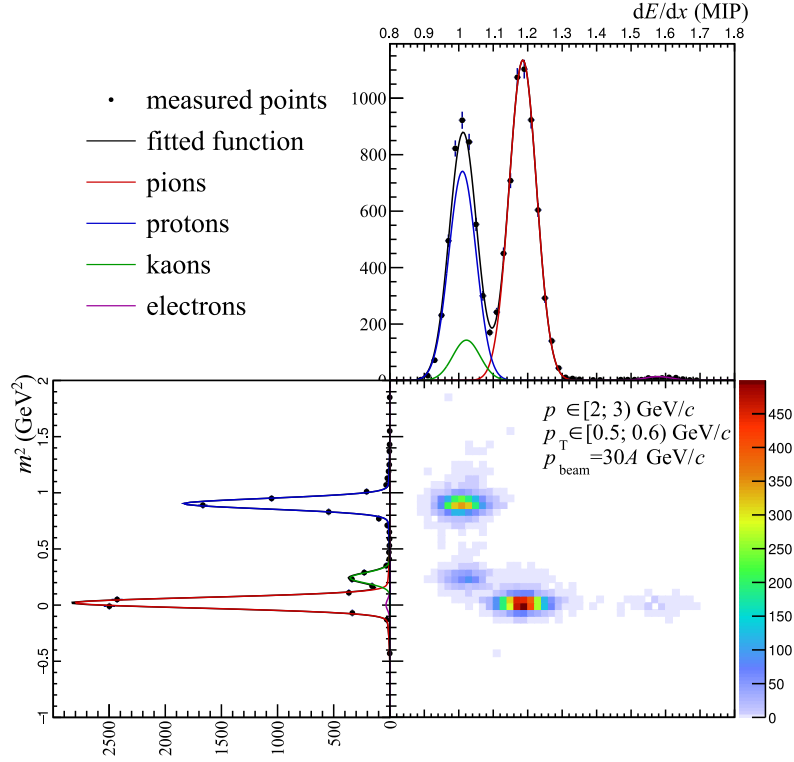 dE/dx (MIP)
0.8 0.9 1 1.1 1.2 1.3 1.4 1.5 1.6 1.7 1.8
measured points
fitted function
pions
protons
kaons
electrons
1000
800
600
400
200
0
m² (GeV²)
2
1.5
1
0.5
0
−0.5
−1
2500 2000 1500 1000 500 0
p ∈[2; 3) GeV/c
p_T∈[0.5; 0.6) GeV/c
p_beam=30A GeV/c
450
400
350
300
250
200
150
100
50
0